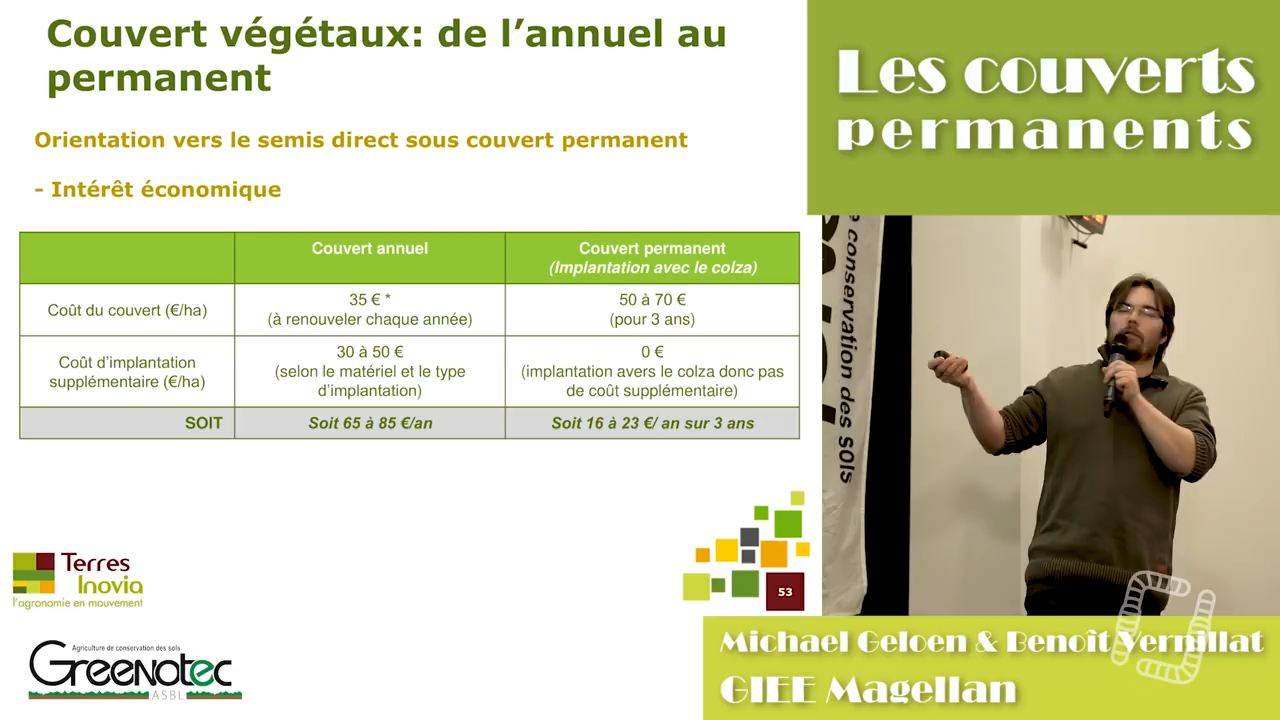 Couvert végétaux: de l’annuel au
permanent
Orientation vers le semis direct sous couvert permanent
- Intérêt économique
Couvert annuel
Couvert permanent
(Implantation avec le colza)
Coût du couvert (€/ha)
35 € *
(à renouveler chaque année)
50 à 70 €
(pour 3 ans)
Coût d’implantation
supplémentaire (€/ha)
30 à 50 €
(selon le matériel et le type
d’implantation)
0 €
(implantation avers le colza donc pas
de coût supplémentaire)
SOIT
Soit 65 à 85 €/an
Soit 16 à 23 €/ an sur 3 ans
Terres
Inovia
l’agronomie en mouvement
53
Agriculture de conservation des sols
Greenotec
ASBL
Les couverts
permanents
conservation des sols
Michael Geloen & Benoît Vernillat
GIEE Magellan